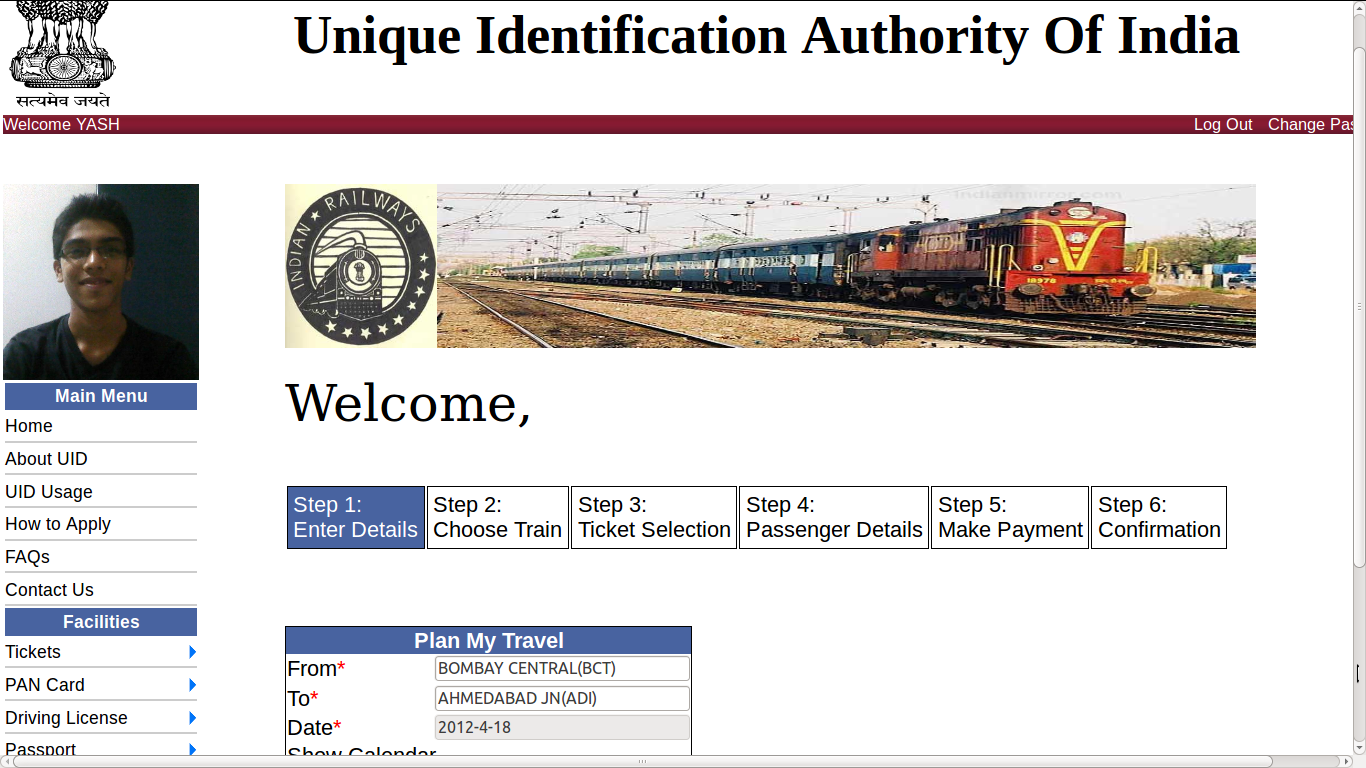 Unique Identification Authority Of India
सत्यमेव जयते
Welcome YASH
Log Out Change Pas
INDIAN ★ RAILWAYS
indianmirror.com
18976
Main Menu
Home
About UID
UID Usage
How to Apply
FAQs
Contact Us
Facilities
Tickets
PAN Card
Driving License
Passport
Welcome,
Step 1:
Enter Details
Step 2:
Choose Train
Step 3:
Ticket Selection
Step 4:
Passenger Details
Step 5:
Make Payment
Step 6:
Confirmation
Plan My Travel
From* BOMBAY CENTRAL(BCT)
To* AHMEDABAD JN(ADI)
Date* 2012-4-18
Show Calendar